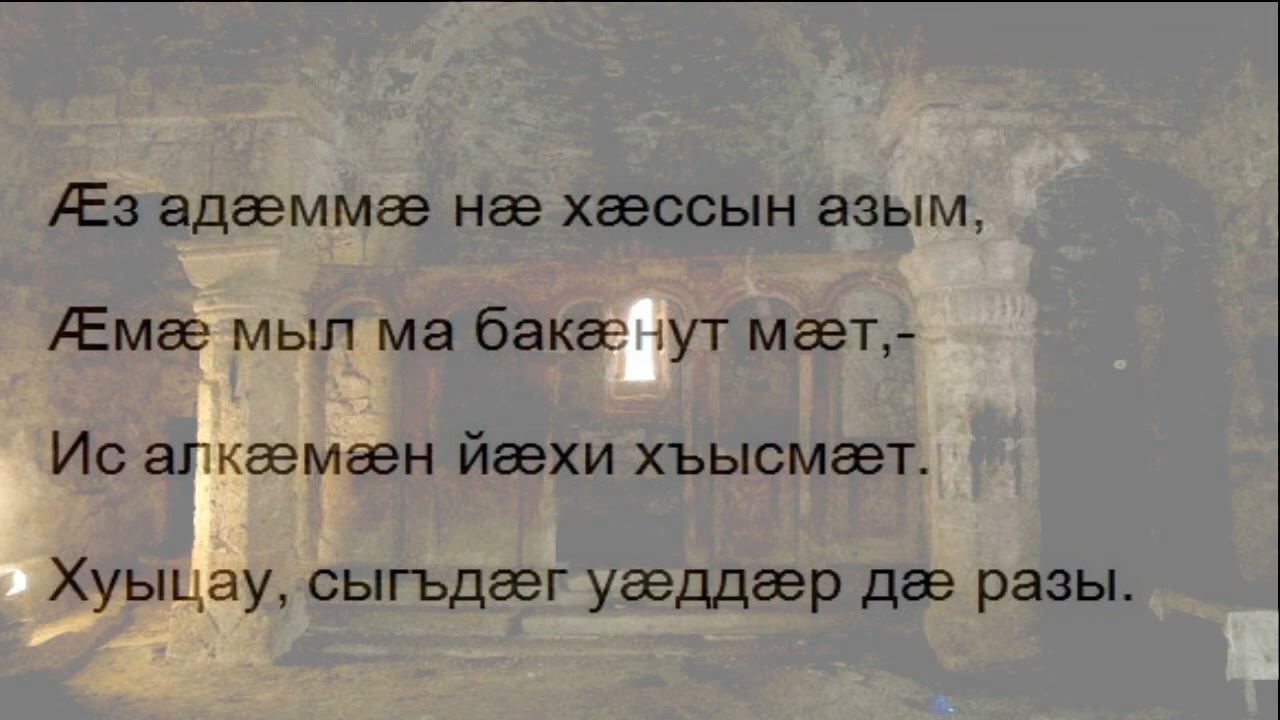 Æз адæммæ нæ хæссын азым,
Æмæ мыл ма бакæнут мæт,-
Ис алкæмæн йæхи хъысмæт.
Хуыцау, сыгъдæг уæддæр дæ разы.